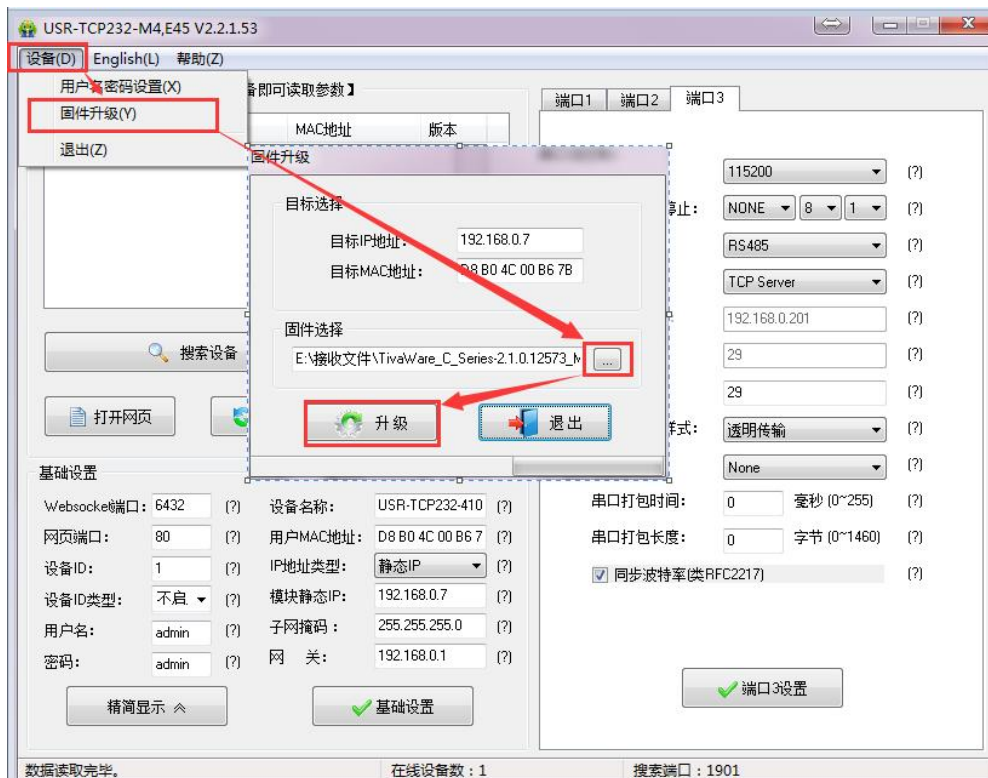 USR-TCP232-M4,E45 V2.2.1.53
设备(D) English(L) 帮助(Z)
用户名密码设置(X)
固件升级(Y)
退出(Z)
即可读取参数】
MAC地址 版本
端口1 端口2 端口3
固件升级
目标选择
目标IP地址: 192.168.0.7
目标MAC地址: D8 B0 4C 00 B6 7B
固件选择
E:\接收文件\TivaWare_C_Series-2.1.0.12573_M ...
升级 退出
115200 (?)
停止: NONE 8 1 (?)
RS485 (?)
TCP Server (?)
192.168.0.201 (?)
29 (?)
29 (?)
样式: 透明传输 (?)
None (?)
串口打包时间: 0 毫秒 (0~255) (?)
串口打包长度: 0 字节 (0~1460) (?)
同步波特率(类RFC2217) (?)
端口3设置
搜索设备
打开网页
基础设置
Websocket端口: 6432 (?) 设备名称: USR-TCP232-410 (?)
网页端口: 80 (?) 用户MAC地址: D8 B0 4C 00 B6 7 (?)
设备ID: 1 (?) IP地址类型: 静态IP (?)
设备ID类型: 不启 (?) 模块静态IP: 192.168.0.7 (?)
用户名: admin (?) 子网掩码: 255.255.255.0 (?)
密码: admin (?) 网 关: 192.168.0.1 (?)
精简显示 基础设置
数据读取完毕。 在线设备数:1 搜索端口:1901